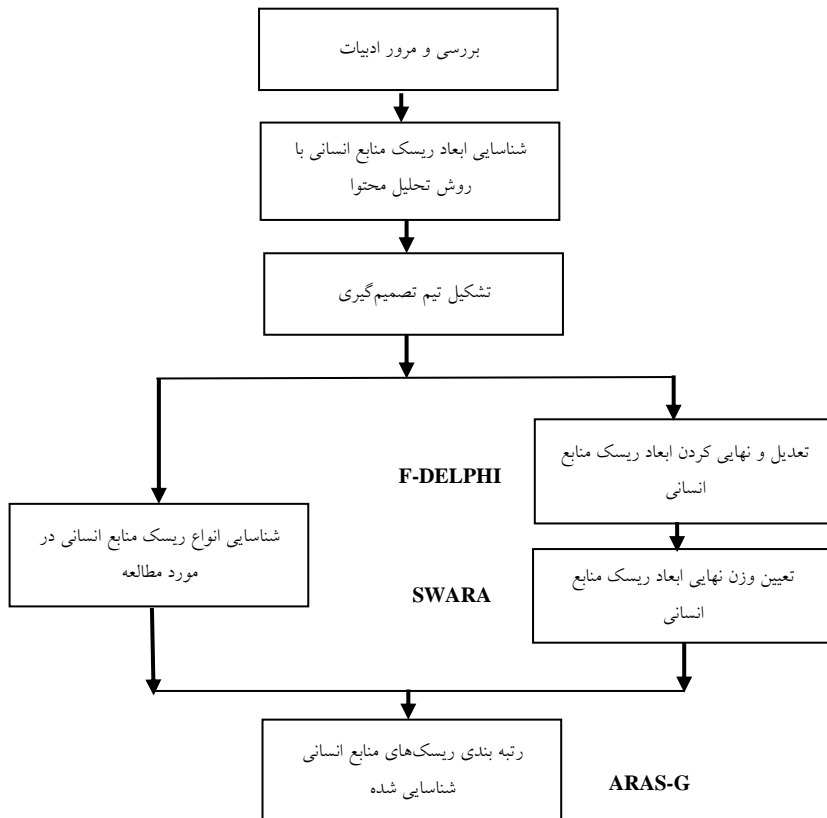 بررسی و مرور ادبیات
شناسایی ابعاد ریسک منابع انسانی با
روش تحلیل محتوا
تشکیل تیم تصمیم‌گیری
تعدیل و نهایی کردن ابعاد ریسک منابع
انسانی
F-DELPHI
شناسایی انواع ریسک منابع انسانی در
مورد مطالعه
تعیین وزن نهایی ابعاد ریسک منابع
انسانی
SWARA
رتبه بندی ریسک‌های منابع انسانی
شناسایی شده
ARAS-G